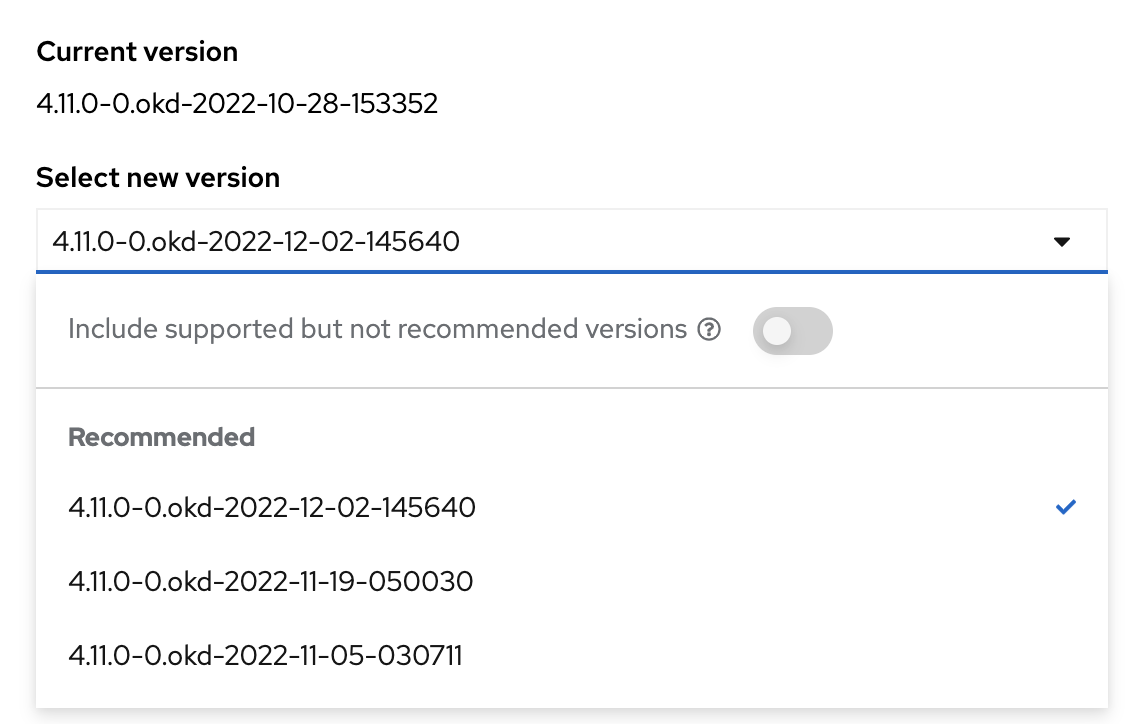 Current version
4.11.0-0.okd-2022-10-28-153352
Select new version
4.11.0-0.okd-2022-12-02-145640
Include supported but not recommended versions
Recommended
4.11.0-0.okd-2022-12-02-145640
4.11.0-0.okd-2022-11-19-050030
4.11.0-0.okd-2022-11-05-030711